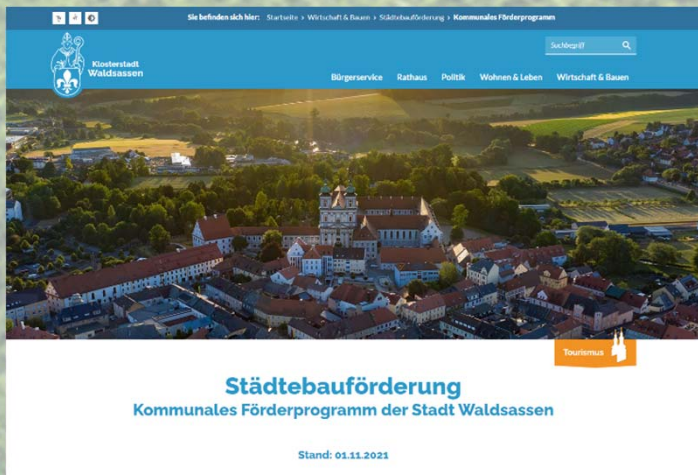 Sie befinden sich hier: Startseite > Wirtschaft & Bauen > Städtebauförderung > Kommunales Förderprogramm
Suchbegriff
Klosterstadt
Waldsassen
Bürgerservice Rathaus Politik Wohnen & Leben Wirtschaft & Bauen
Tourismus
Städtebauförderung
Kommunales Förderprogramm der Stadt Waldsassen
Stand: 01.11.2021